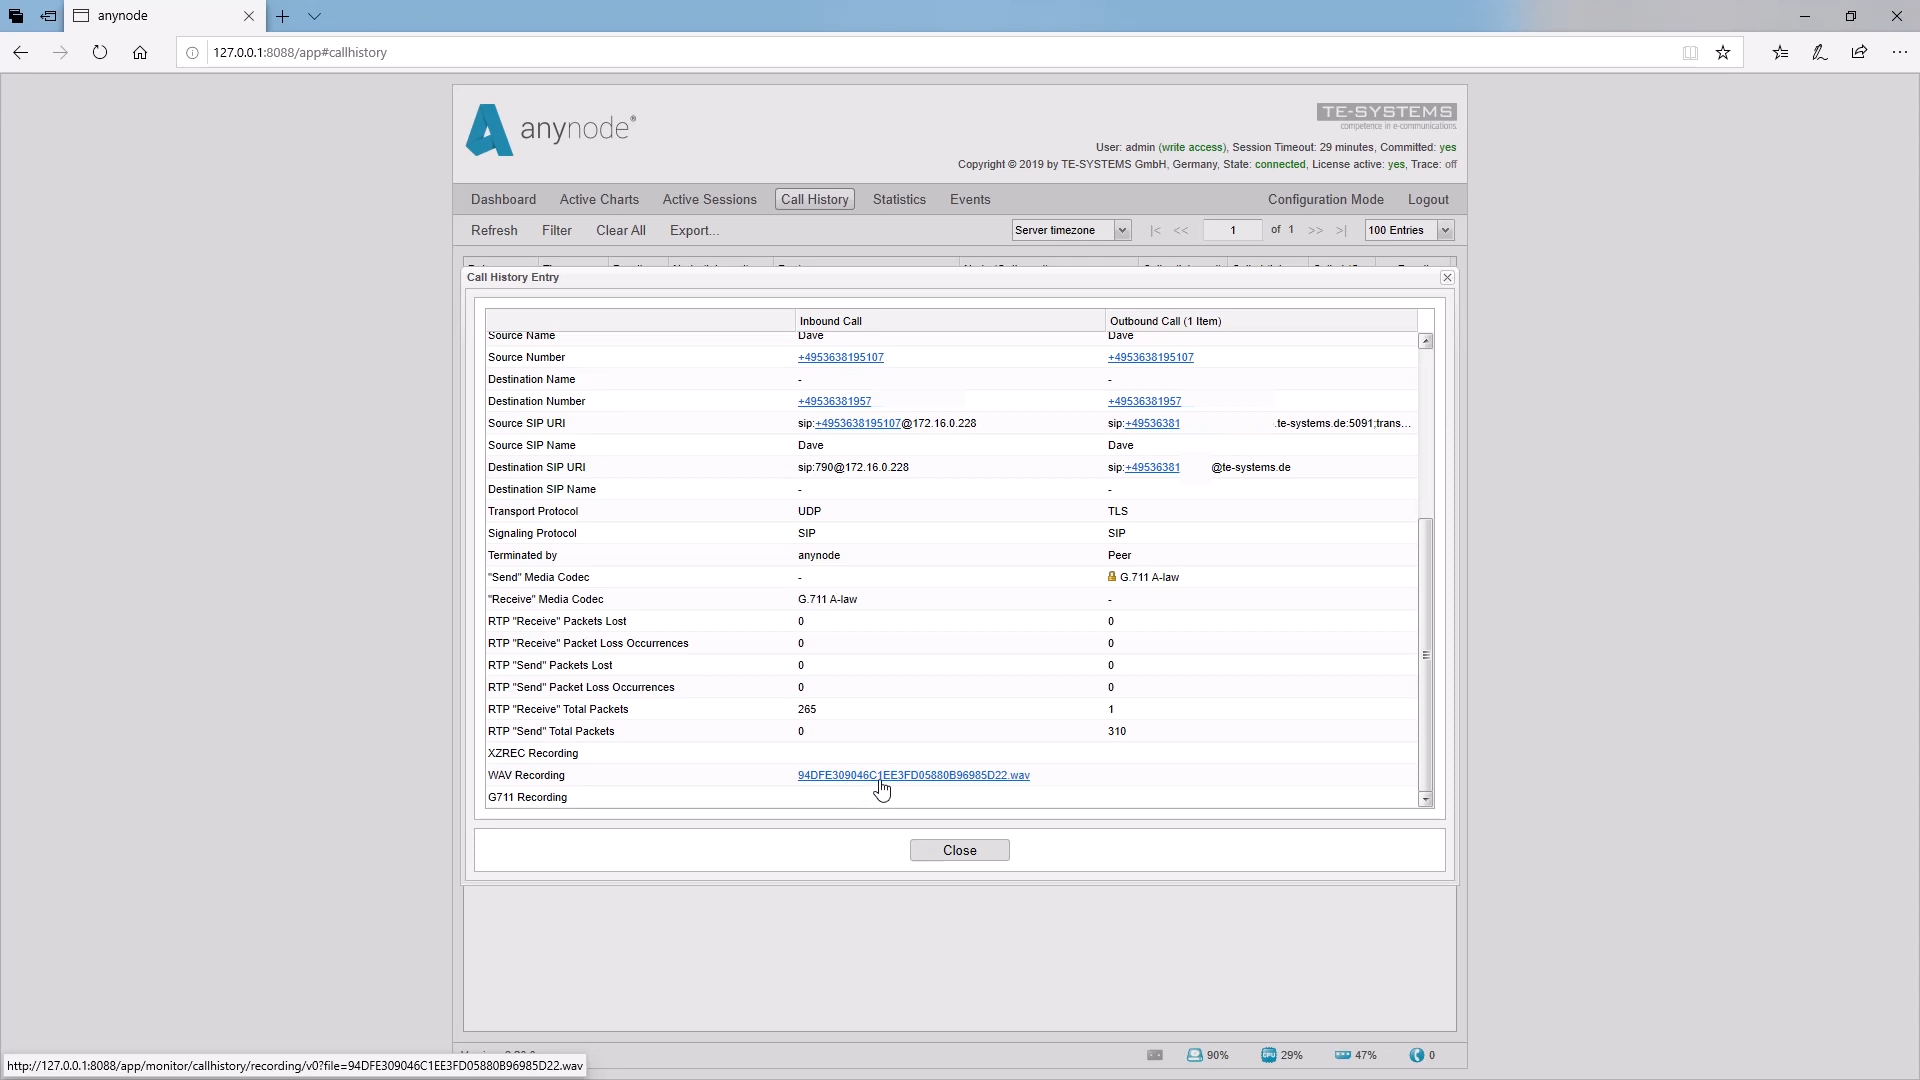 anynode
127.0.0.1:8088/app#callhistory
anynode®
TE-SYSTEMS
competence in e-communications.
User: admin (write access), Session Timeout: 29 minutes, Committed: yes
Copyright © 2019 by TE-SYSTEMS GmbH, Germany, State: connected, License active: yes, Trace: off
Dashboard Active Charts Active Sessions Call History Statistics Events Configuration Mode Logout
Refresh Filter Clear All Export... Server timezone |< << 1 of 1 >> >| 100 Entries
Call History Entry
Inbound Call Outbound Call (1 Item)
Source Name Dave Dave
Source Number +4953638195107 +4953638195107
Destination Name - -
Destination Number +49536381957 +49536381957
Source SIP URI sip:+4953638195107@172.16.0.228 sip:+49536381 .te-systems.de:5091;trans...
Source SIP Name Dave Dave
Destination SIP URI sip:790@172.16.0.228 sip:+49536381 @te-systems.de
Destination SIP Name - -
Transport Protocol UDP TLS
Signaling Protocol SIP SIP
Terminated by anynode Peer
"Send" Media Codec - G.711 A-law
"Receive" Media Codec G.711 A-law -
RTP "Receive" Packets Lost 0 0
RTP "Receive" Packet Loss Occurrences 0 0
RTP "Send" Packets Lost 0 0
RTP "Send" Packet Loss Occurrences 0 0
RTP "Receive" Total Packets 265 1
RTP "Send" Total Packets 0 310
XZREC Recording
WAV Recording 94DFE309046C1EE3FD05880B96985D22.wav
G711 Recording
Close
90% CPU 29% 47% 0
http://127.0.0.1:8088/app/monitor/callhistory/recording/v0?file=94DFE309046C1EE3FD05880B96985D22.wav